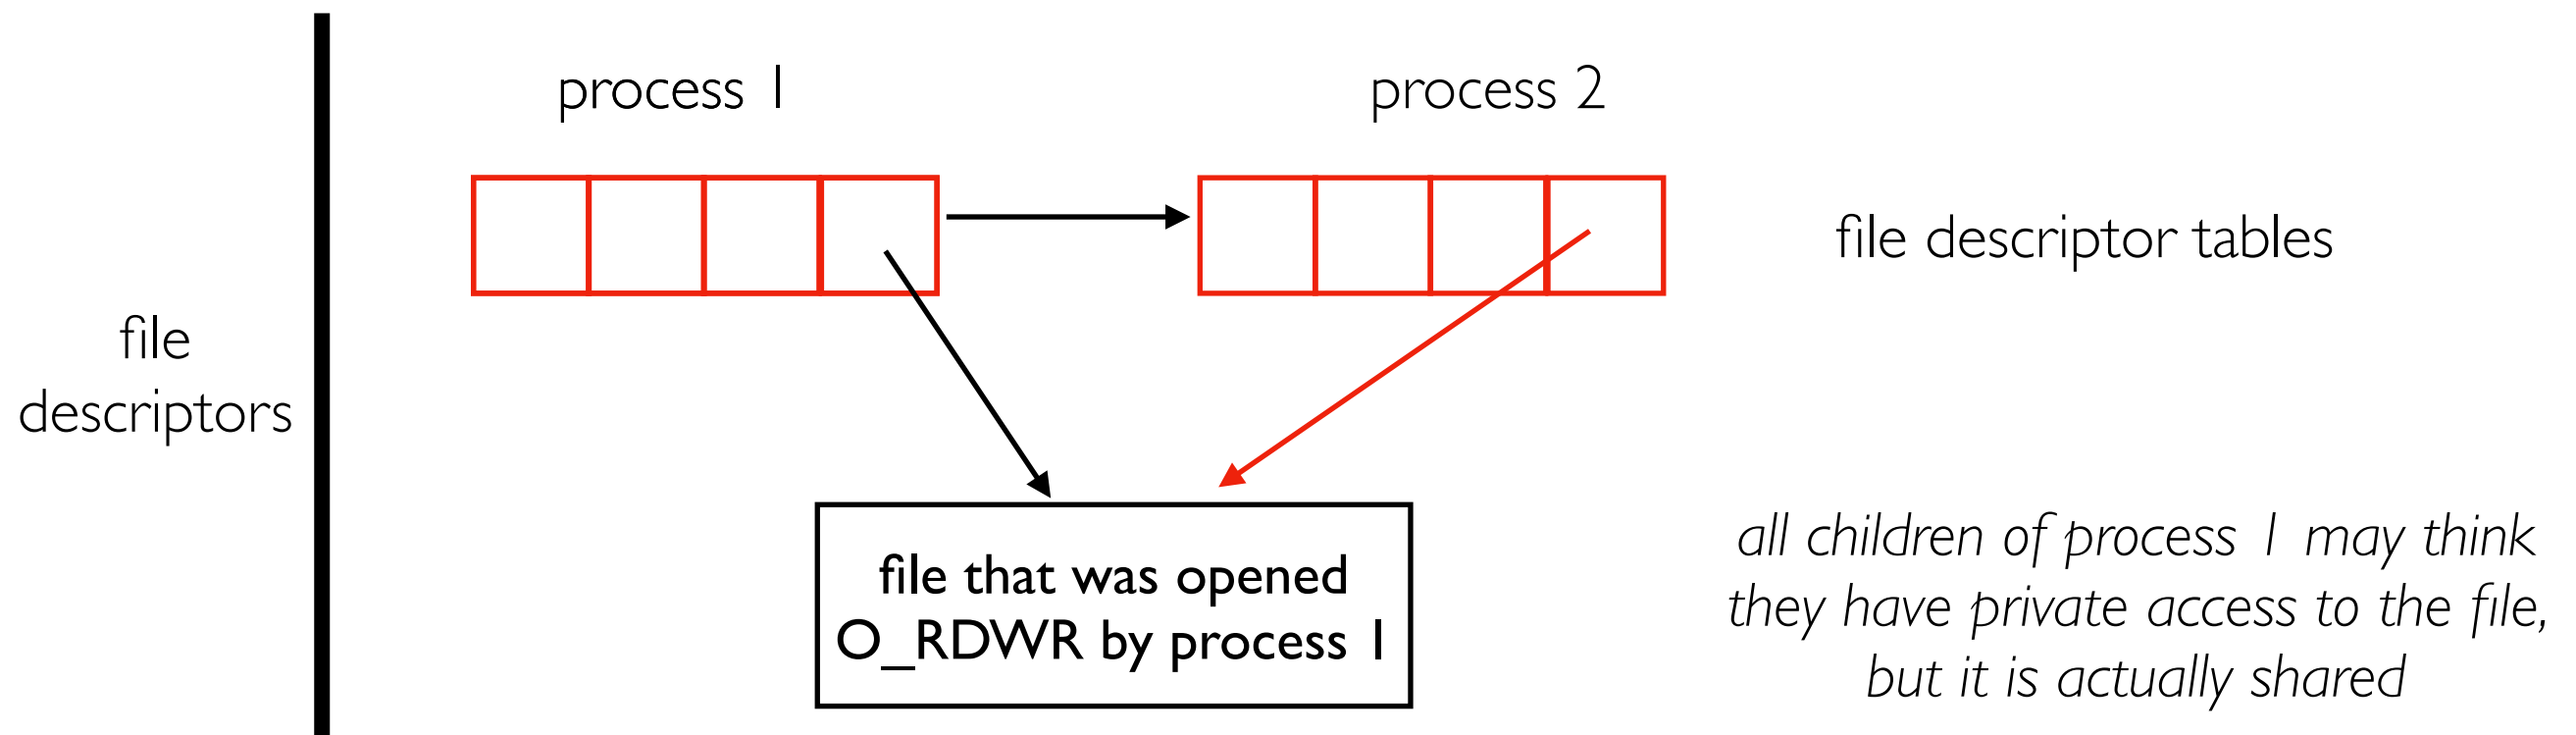 process 1
process 2
file descriptor tables
file
descriptors
file that was opened
O_RDWR by process 1
all children of process 1 may think
they have private access to the file,
but it is actually shared